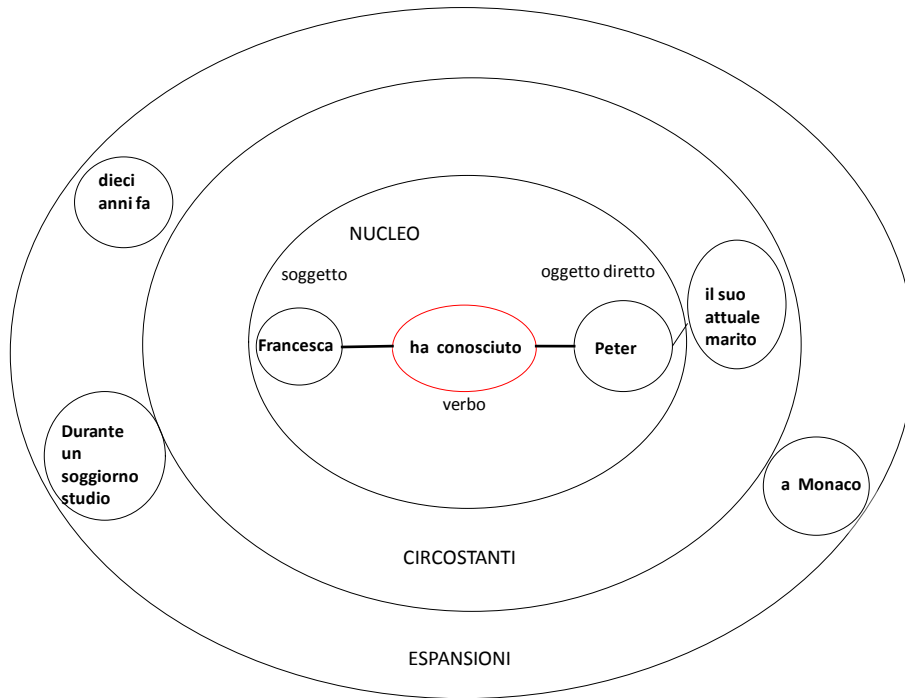 dieci
anni fa
NUCLEO
soggetto
oggetto diretto
Francesca
ha conosciuto
Peter
il suo
attuale
marito
verbo
Durante
un
soggiorno
studio
a Monaco
CIRCOSTANTI
ESPANSIONI